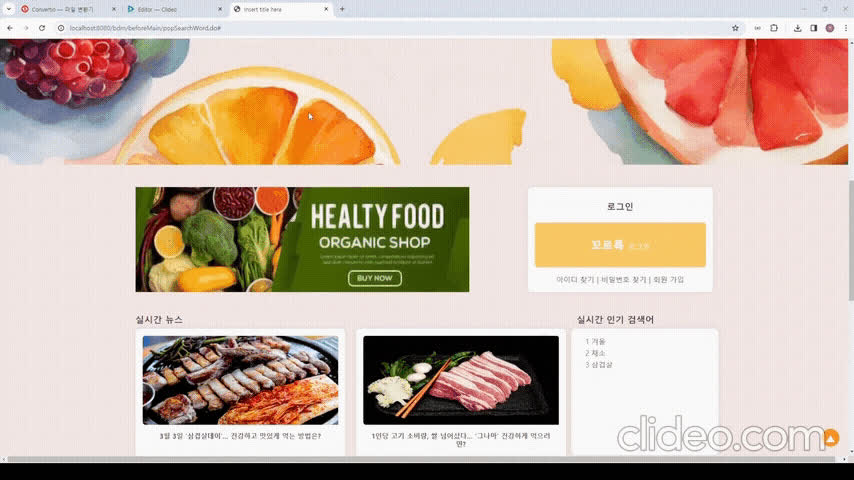 Convertio — 파일 변환기
Editor — Clideo
Insert title here
localhost:8080/bdm/beforeMain/popSearchWord.do#
HEALTY FOOD
ORGANIC SHOP
BUY NOW
로그인
꼬르륵 로그인
아이디 찾기 | 비밀번호 찾기 | 회원 가입
실시간 뉴스
실시간 인기 검색어
1 겨울
2 채소
3 삼겹살
3월 3일 '삼겹살데이'... 건강하고 맛있게 먹는 방법은?
1인당 고기 소비량, 쌀 넘어섰다... '그나마' 건강하게 먹으려
면?
clideo.com